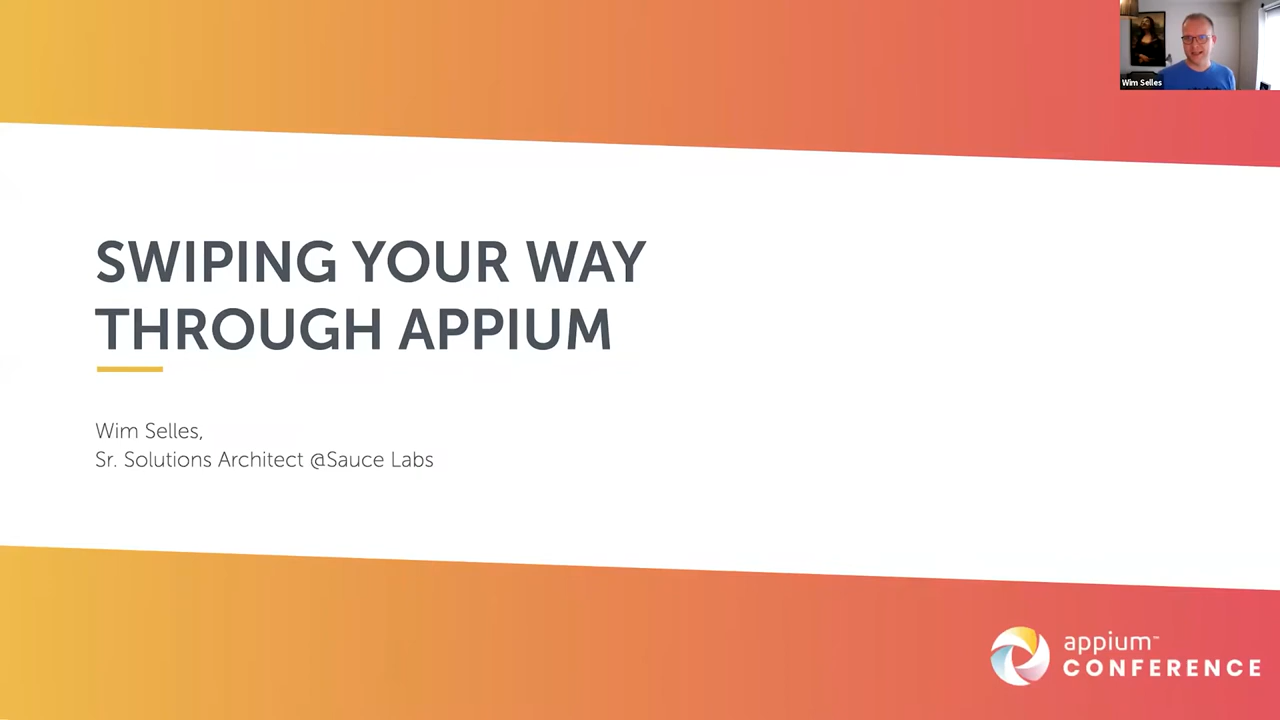 Wim Selles
SWIPING YOUR WAY
THROUGH APPIUM
Wim Selles,
Sr. Solutions Architect @Sauce Labs
appium™
CONFERENCE